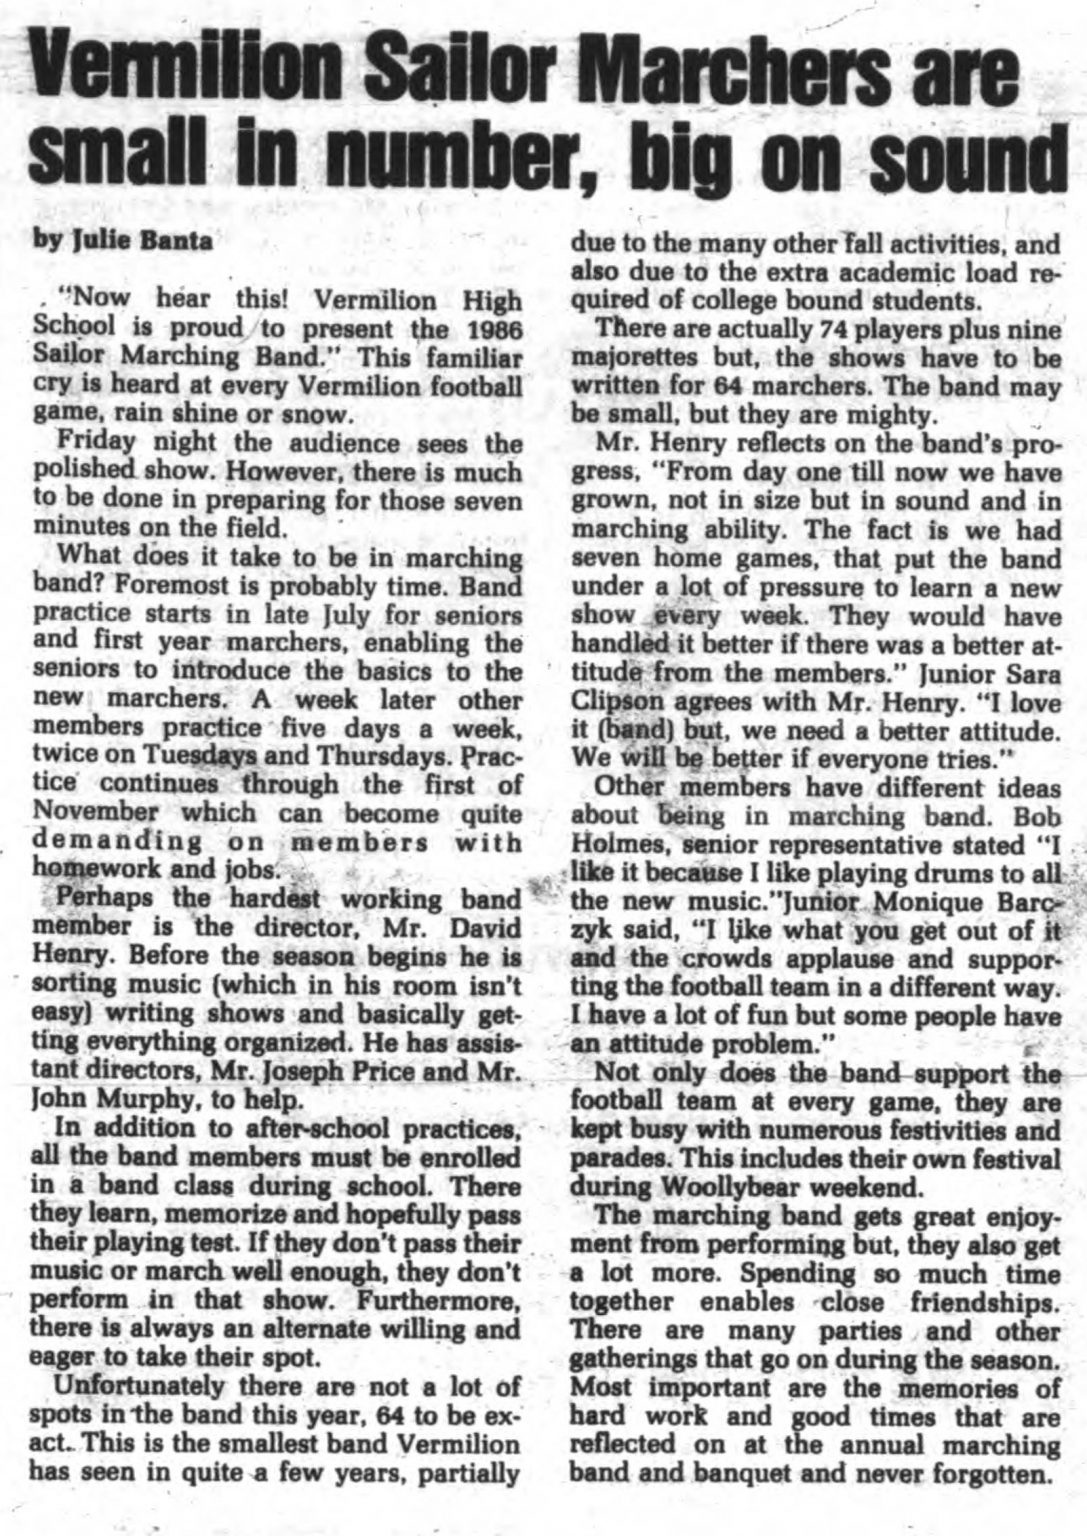 Vermilion Sailor Marchers are
small in number, big on sound
by Julie Banta
"Now hear this! Vermilion High
School is proud to present the 1986
Sailor Marching Band." This familiar
cry is heard at every Vermilion football
game, rain shine or snow.
Friday night the audience sees the
polished show. However, there is much
to be done in preparing for those seven
minutes on the field.
What does it take to be in marching
band? Foremost is probably time. Band
practice starts in late July for seniors
and first year marchers, enabling the
seniors to introduce the basics to the
new marchers. A week later other
members practice five days a week,
twice on Tuesdays and Thursdays. Prac-
tice continues through the first of
November which can become quite
demanding on members with
homework and jobs.
Perhaps the hardest working band
member is the director, Mr. David
Henry. Before the season begins he is
sorting music (which in his room isn't
easy) writing shows and basically get-
ting everything organized. He has assis-
tant directors, Mr. Joseph Price and Mr.
John Murphy, to help.
In addition to after-school practices,
all the band members must be enrolled
in a band class during school. There
they learn, memorize and hopefully pass
their playing test. If they don't pass their
music or march well enough, they don't
perform in that show. Furthermore,
there is always an alternate willing and
eager to take their spot.
Unfortunately there are not a lot of
spots in the band this year, 64 to be ex-
act. This is the smallest band Vermilion
has seen in quite a few years, partially
due to the many other fall activities, and
also due to the extra academic load re-
quired of college bound students.
There are actually 74 players plus nine
majorettes but, the shows have to be
written for 64 marchers. The band may
be small, but they are mighty.
Mr. Henry reflects on the band's pro-
gress, "From day one till now we have
grown, not in size but in sound and in
marching ability. The fact is we had
seven home games, that put the band
under a lot of pressure to learn a new
show every week. They would have
handled it better if there was a better at-
titude from the members." Junior Sara
Clipson agrees with Mr. Henry. "I love
it (band) but, we need a better attitude.
We will be better if everyone tries."
Other members have different ideas
about being in marching band. Bob
Holmes, senior representative stated "I
like it because I like playing drums to all
the new music."Junior Monique Barc-
zyk said, "I like what you get out of it
and the crowds applause and suppor-
ting the football team in a different way.
I have a lot of fun but some people have
an attitude problem."
Not only does the band support the
football team at every game, they are
kept busy with numerous festivities and
parades. This includes their own festival
during Woollybear weekend.
The marching band gets great enjoy-
ment from performing but, they also get
a lot more. Spending so much time
together enables close friendships.
There are many parties and other
gatherings that go on during the season.
Most important are the memories of
hard work and good times that are
reflected on at the annual marching
band and banquet and never forgotten.